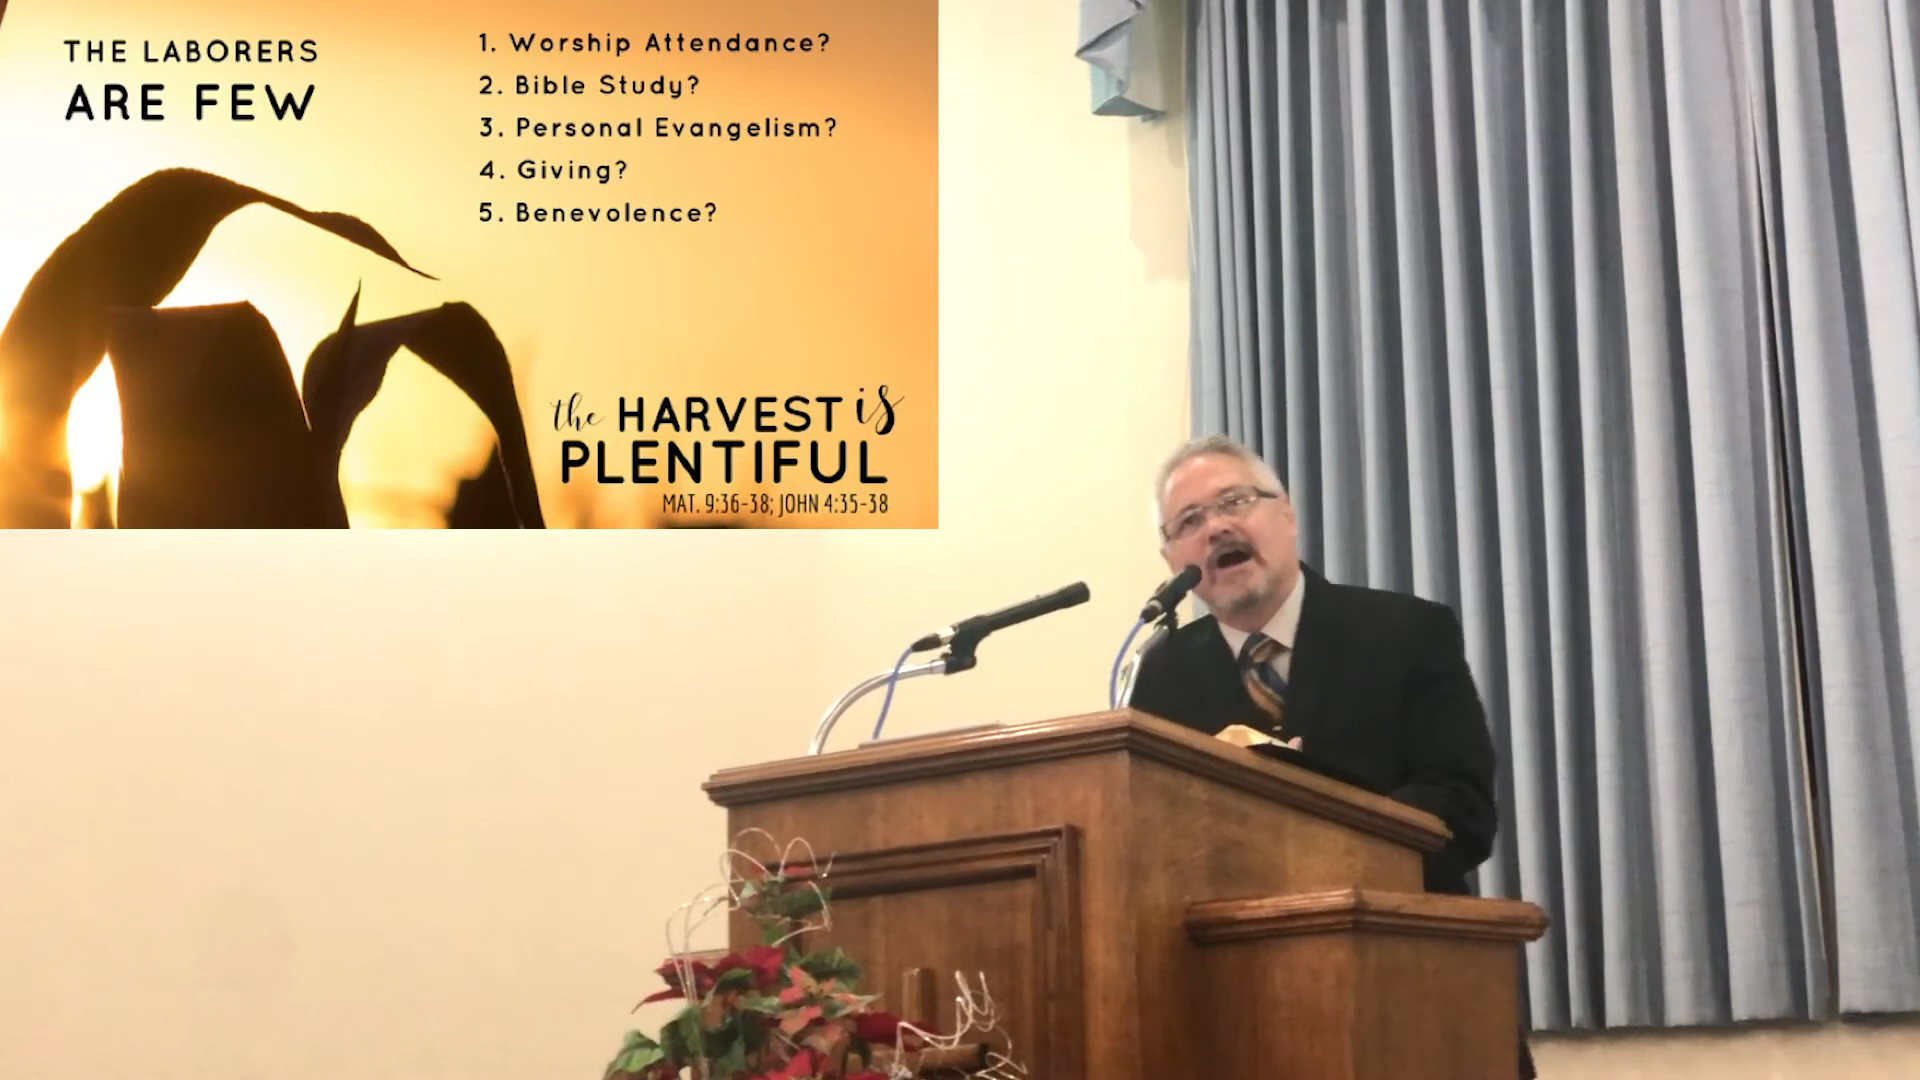 THE LABORERS
ARE FEW
1. Worship Attendance?
2. Bible Study?
3. Personal Evangelism?
4. Giving?
5. Benevolence?
the HARVEST is
PLENTIFUL
MAT. 9:36-38; JOHN 4:35-38